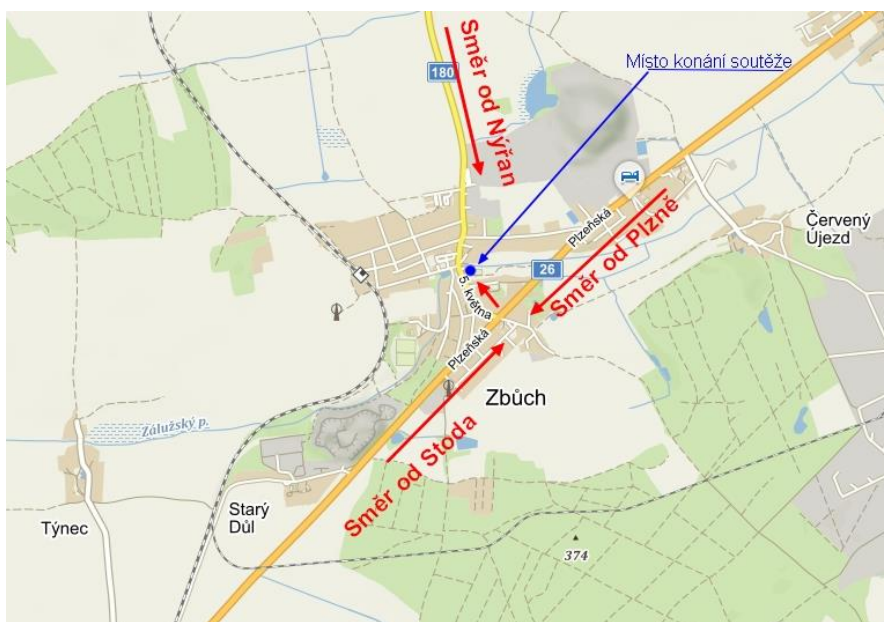 Směr od Nýřan
Místo konání soutěže
180
Plzeňská
Směr od Plzně
Červený
Újezd
26
5. května
Plzeňská
Zbůch
Zálužský p.
Směr od Stoda
Starý
Důl
Týnec
374